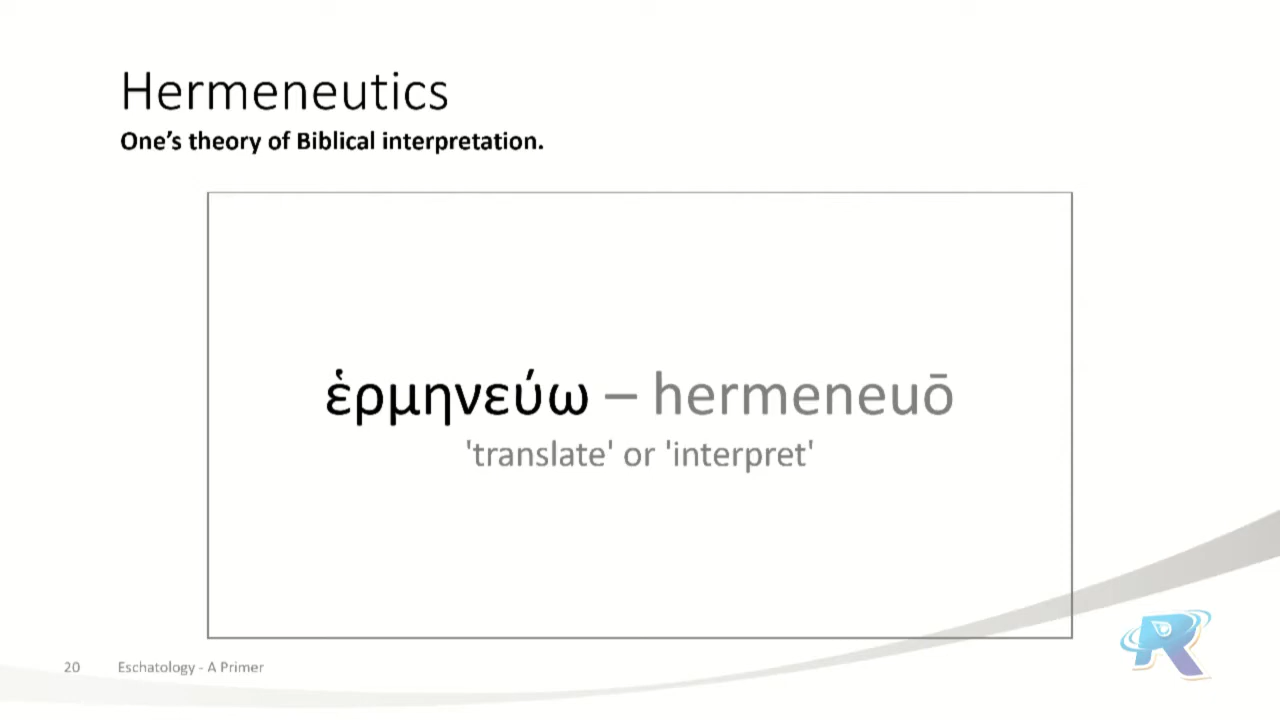 Hermeneutics
One’s theory of Biblical interpretation.
ἑρμηνεύω – hermeneuō
'translate' or 'interpret'
20 Eschatology - A Primer
R